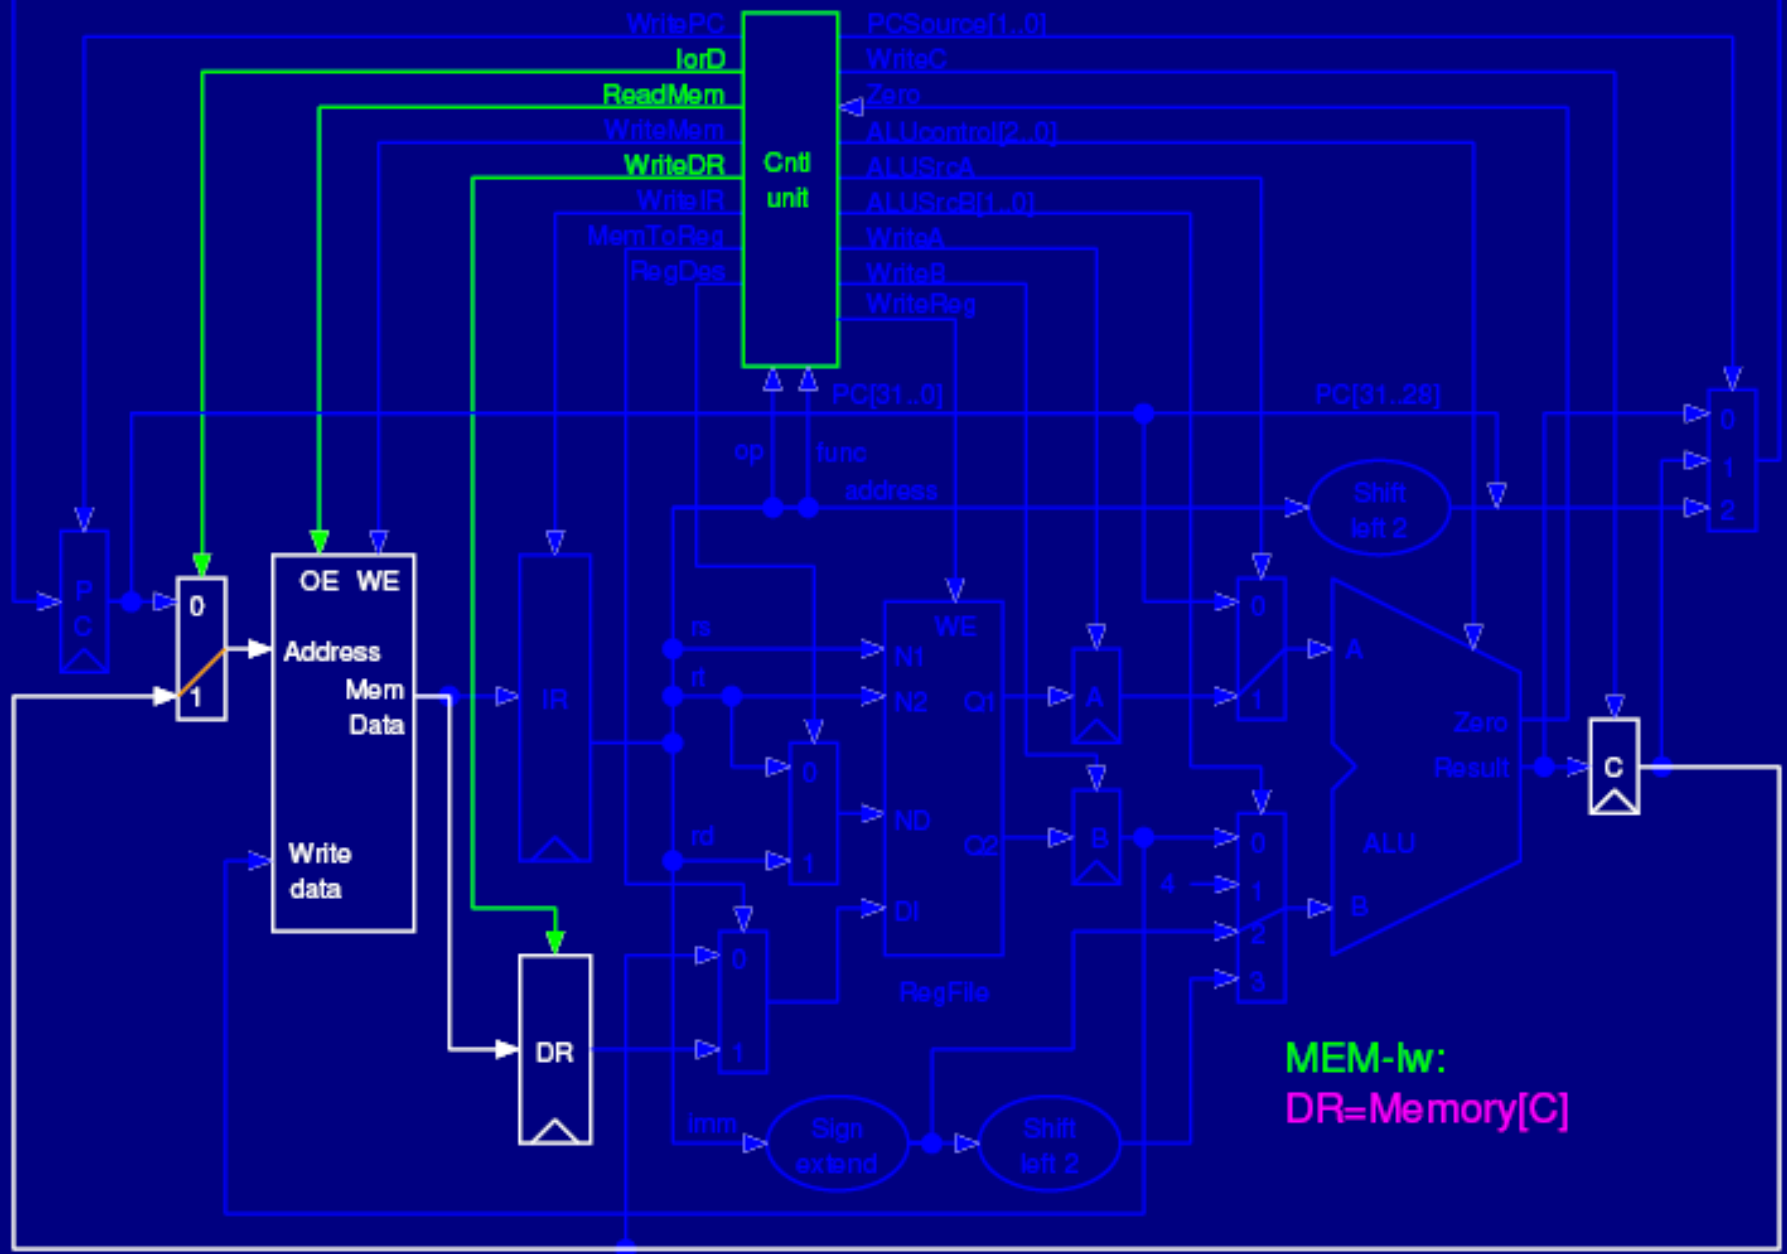 WritePC
PCSource[1..0]
IorD
WriteC
ReadMem
Zero
WriteMem
ALUcontrol[2..0]
WriteDR
ALUSrcA
Cntl
unit
WriteIR
ALUSrcB[1..0]
MemToReg
WriteA
RegDes
WriteB
WriteReg
PC[31..0]
PC[31..28]
op
func
address
Shift
left 2
0
1
2
P
C
0
1
OE WE
Address
Mem
Data
Write
data
IR
rs
rt
rd
imm
WE
N1
N2
Q1
ND
Q2
DI
RegFile
0
1
0
1
DR
A
B
0
1
4
0
1
2
3
A
B
Zero
Result
ALU
C
Sign
extend
Shift
left 2
MEM-lw:
DR=Memory[C]